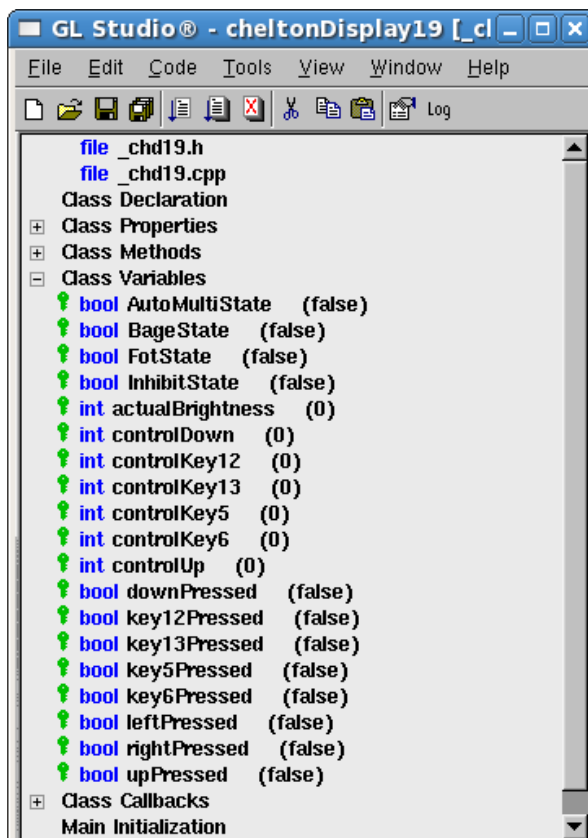 GL Studio® - cheltonDisplay19 [_cl
File Edit Code Tools View Window Help
Log
file _chd19.h
file _chd19.cpp
Class Declaration
Class Properties
Class Methods
Class Variables
bool AutoMultiState (false)
bool BageState (false)
bool FotState (false)
bool InhibitState (false)
int actualBrightness (0)
int controlDown (0)
int controlKey12 (0)
int controlKey13 (0)
int controlKey5 (0)
int controlKey6 (0)
int controlUp (0)
bool downPressed (false)
bool key12Pressed (false)
bool key13Pressed (false)
bool key5Pressed (false)
bool key6Pressed (false)
bool leftPressed (false)
bool rightPressed (false)
bool upPressed (false)
Class Callbacks
Main Initialization